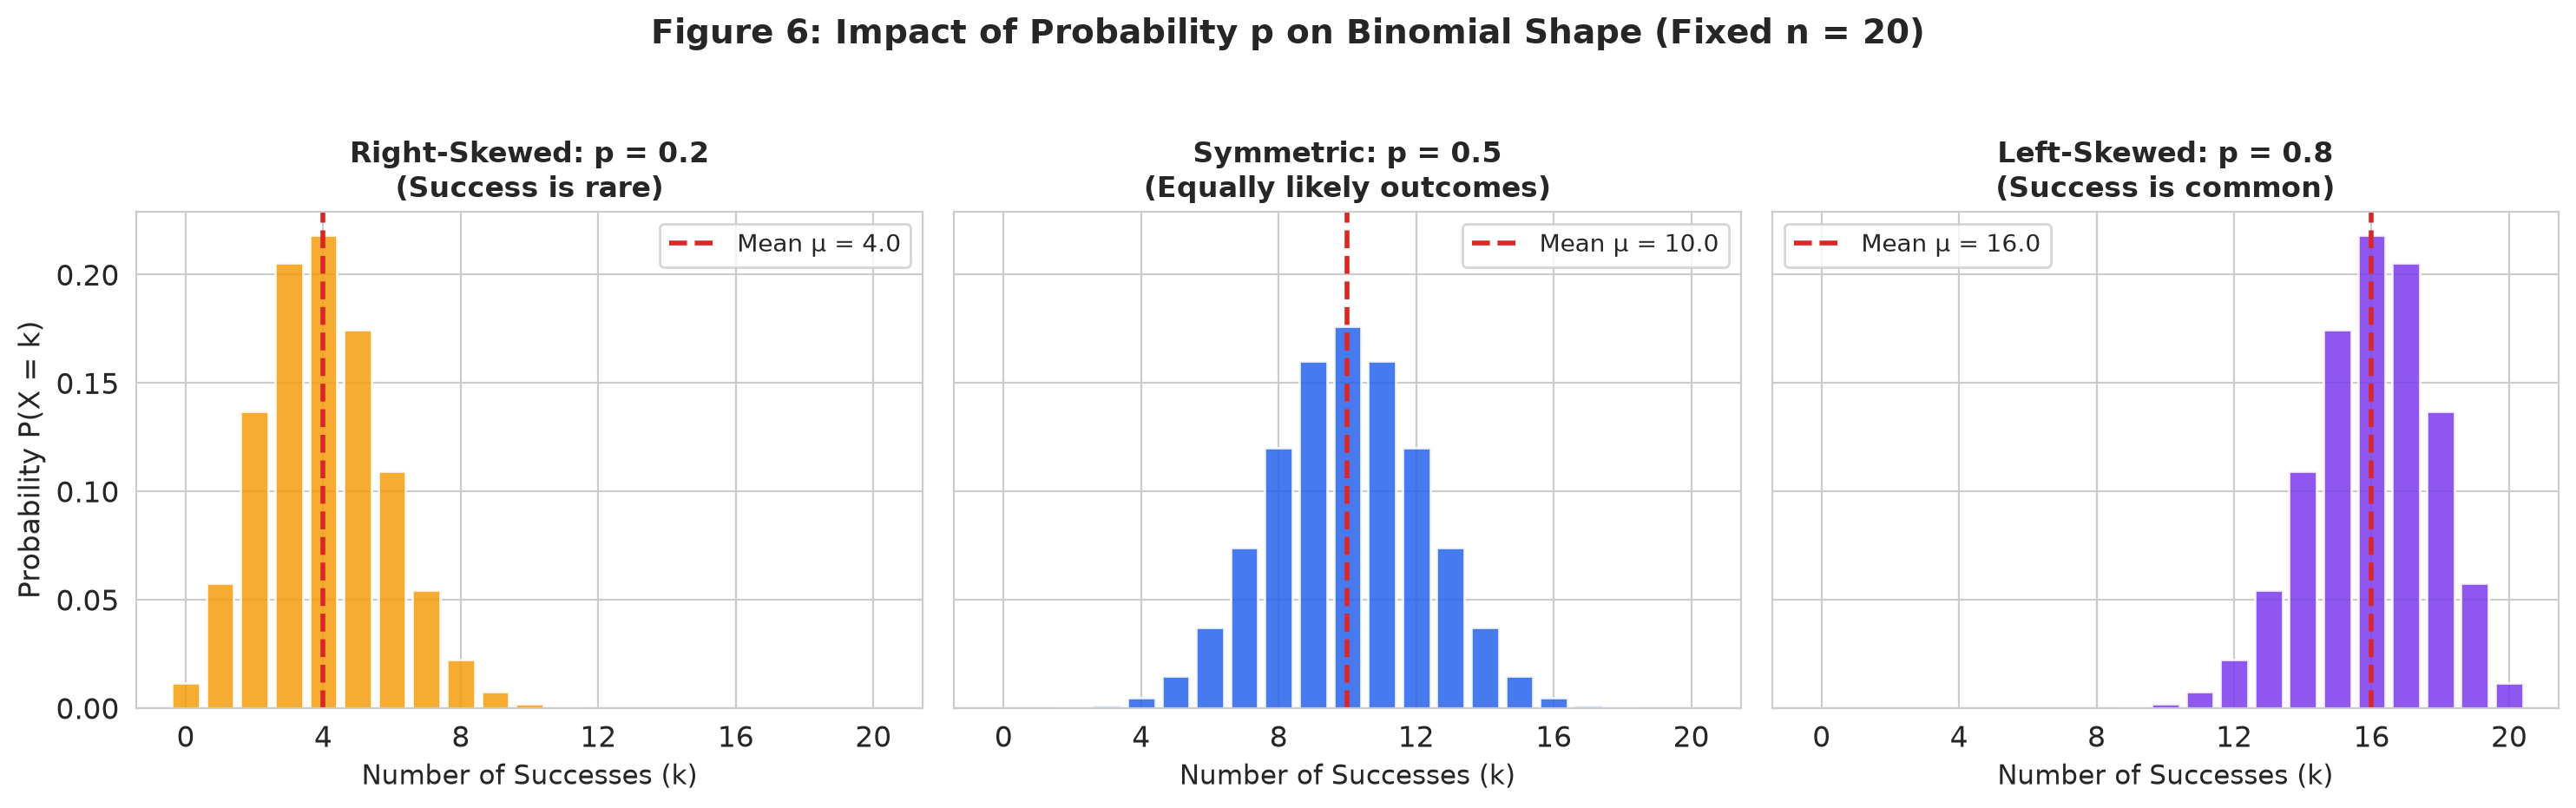 Figure 6: Impact of Probability p on Binomial Shape (Fixed n = 20)
Right-Skewed: p = 0.2
(Success is rare)
Mean μ = 4.0
Probability P(X = k)
0.20
0.15
0.10
0.05
0.00
0 4 8 12 16 20
Number of Successes (k)
Symmetric: p = 0.5
(Equally likely outcomes)
Mean μ = 10.0
0 4 8 12 16 20
Number of Successes (k)
Left-Skewed: p = 0.8
(Success is common)
Mean μ = 16.0
0 4 8 12 16 20
Number of Successes (k)